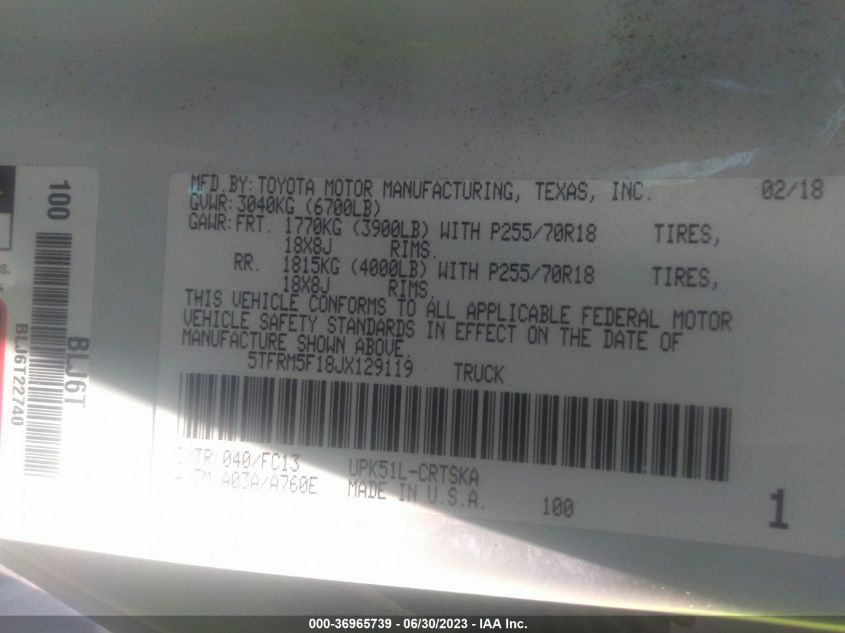 MFD.BY:TOYOTA MOTOR MANUFACTURING, TEXAS, INC. 02/18
GVWR:3040KG (6700LB)
GAWR:FRT. 1770KG (3900LB) WITH P255/70R18 TIRES,
18X8J RIMS.
RR. 1815KG (4000LB) WITH P255/70R18 TIRES,
18X8J RIMS.
THIS VEHICLE CONFORMS TO ALL APPLICABLE FEDERAL MOTOR
VEHICLE SAFETY STANDARDS IN EFFECT ON THE DATE OF
MANUFACTURE SHOWN ABOVE.
5TFRM5F18JX129119 TRUCK
/TR:040/FC13 UPK51L-CRTSKA
A03A/A760E MADE IN U.S.A. 100 1
100
BLJ6T
BLJ6T22740
000-36965739 - 06/30/2023 - IAA Inc.